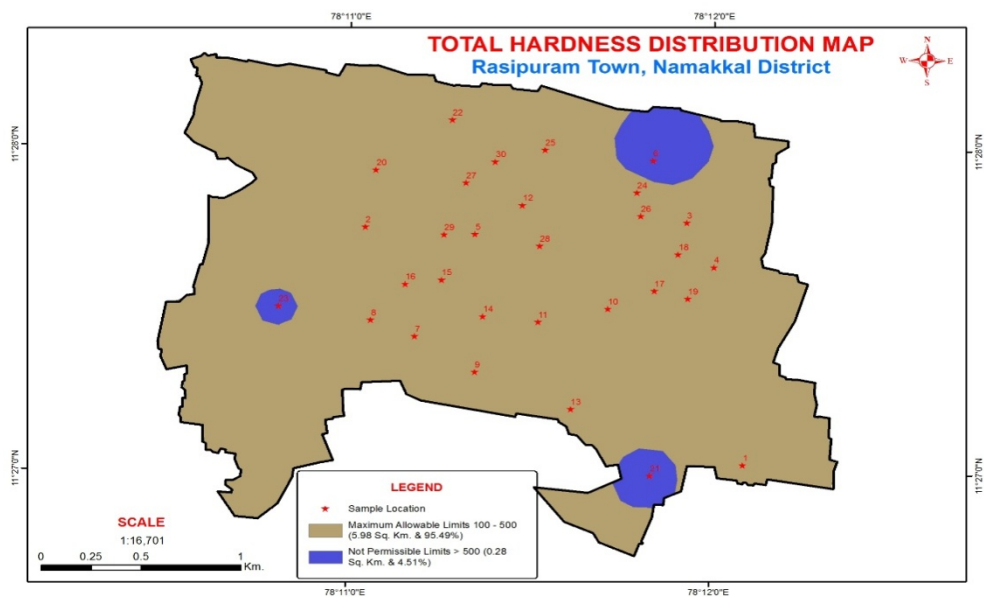 78°11'0"E 78°12'0"E
TOTAL HARDNESS DISTRIBUTION MAP
Rasipuram Town, Namakkal District
N
W E
S
11°28'0"N 11°28'0"N
22
25
30
20
6
27
24
12
26
3
2
29
5
28
18
4
15
16
17
19
23
10
14
8
11
7
9
13
1
21
11°27'0"N 11°27'0"N
LEGEND
Sample Location
Maximum Allowable Limits 100 - 500
(5.98 Sq. Km. & 95.49%)
Not Permissible Limits > 500 (0.28
Sq. Km. & 4.51%)
SCALE
1:16,701
0 0.25 0.5 1
Km.
78°11'0"E 78°12'0"E